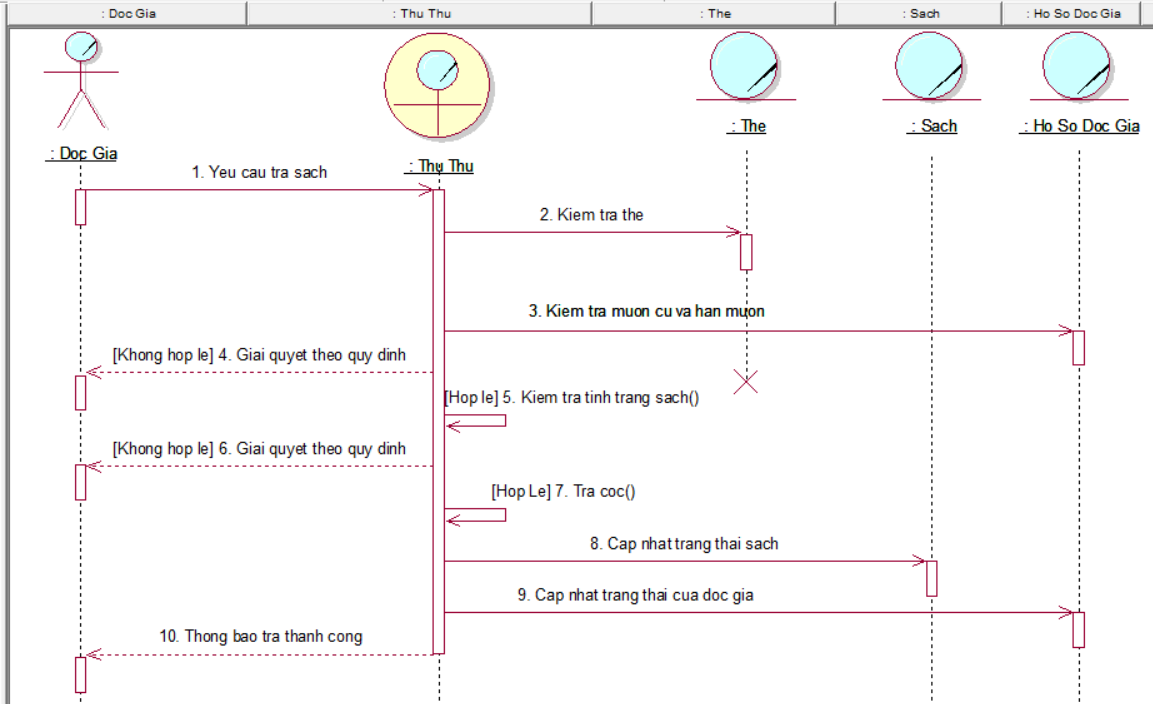 : Doc Gia
: Thu Thu
: The
: Sach
: Ho So Doc Gia
: The
: Sach
: Ho So Doc Gia
: Doc Gia
: Thu Thu
1. Yeu cau tra sach
2. Kiem tra the
3. Kiem tra muon cu va han muon
[Khong hop le] 4. Giai quyet theo quy dinh
[Hop le] 5. Kiem tra tinh trang sach()
[Khong hop le] 6. Giai quyet theo quy dinh
[Hop Le] 7. Tra coc()
8. Cap nhat trang thai sach
9. Cap nhat trang thai cua doc gia
10. Thong bao tra thanh cong